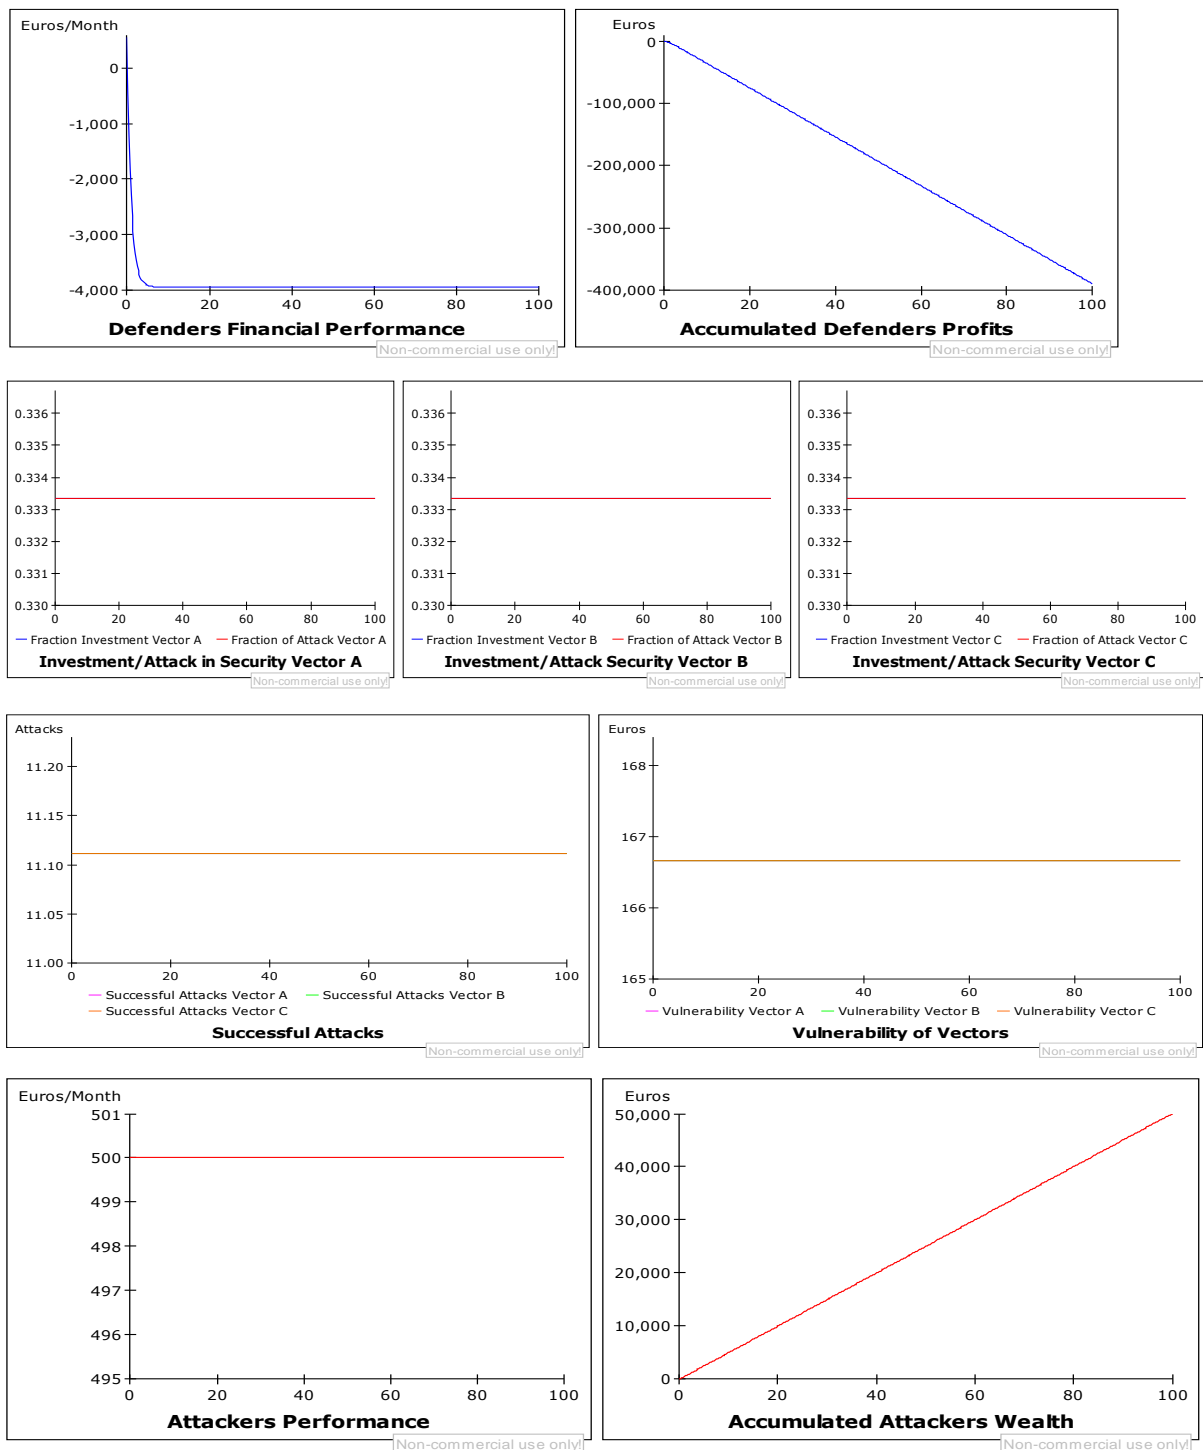 Euros/Month
0
-1,000
-2,000
-3,000
-4,000
0 20 40 60 80 100
Defenders Financial Performance
Non-commercial use only!
Euros
0
-100,000
-200,000
-300,000
-400,000
0 20 40 60 80 100
Accumulated Defenders Profits
Non-commercial use only!
0.336
0.335
0.334
0.333
0.332
0.331
0.330
20 40 60 80 100
Fraction Investment Vector A Fraction of Attack Vector A
Investment/Attack in Security Vector A
Non-commercial use only!
0.336
0.335
0.334
0.333
0.332
0.331
0.330
20 40 60 80 100
Fraction Investment Vector B Fraction of Attack Vector B
Investment/Attack Security Vector B
Non-commercial use only!
0.336
0.335
0.334
0.333
0.332
0.331
0.330
20 40 60 80 100
Fraction Investment Vector C Fraction of Attack Vector C
Investment/Attack Security Vector C
Non-commercial use only!
Attacks
11.20
11.15
11.10
11.05
11.00
0 20 40 60 80 100
Successful Attacks Vector A Successful Attacks Vector B
Successful Attacks Vector C
Successful Attacks
Non-commercial use only!
Euros
168
167
166
165
0 20 40 60 80 100
Vulnerability Vector A Vulnerability Vector B Vulnerability Vector C
Vulnerability of Vectors
Non-commercial use only!
Euros/Month
501
500
499
498
497
496
495
0 20 40 60 80 100
Attackers Performance
Non-commercial use only!
Euros
50,000
40,000
30,000
20,000
10,000
0
0 20 40 60 80 100
Accumulated Attackers Wealth
Non-commercial use only!